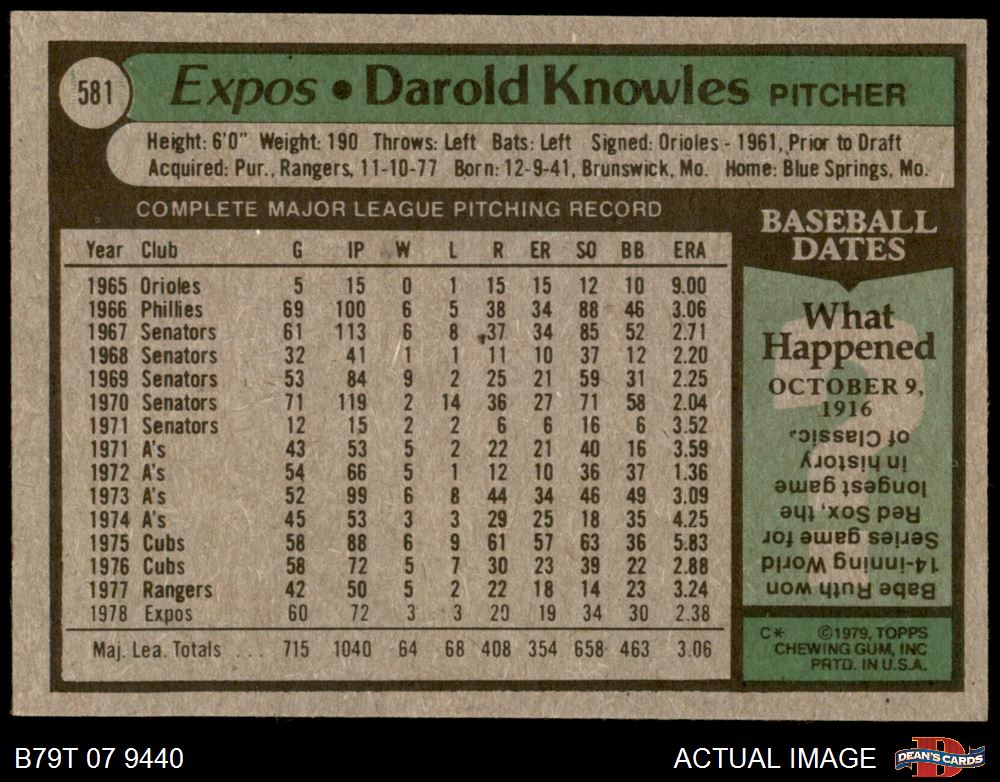 581
Expos • Darold Knowles PITCHER
Height: 6'0" Weight: 190 Throws: Left Bats: Left Signed: Orioles - 1961, Prior to Draft
Acquired: Pur., Rangers, 11-10-77 Born: 12-9-41, Brunswick, Mo. Home: Blue Springs, Mo.
COMPLETE MAJOR LEAGUE PITCHING RECORD
Year Club G IP W L R ER SO BB ERA
1965 Orioles 5 15 0 1 15 15 12 10 9.00
1966 Phillies 69 100 6 5 38 34 88 46 3.06
1967 Senators 61 113 6 8 37 34 85 52 2.71
1968 Senators 32 41 1 1 11 10 37 12 2.20
1969 Senators 53 84 9 2 25 21 59 31 2.25
1970 Senators 71 119 2 14 36 27 71 58 2.04
1971 Senators 12 15 2 2 6 6 16 6 3.52
1971 A's 43 53 5 2 22 21 40 16 3.59
1972 A's 54 66 5 1 12 10 36 37 1.36
1973 A's 52 99 6 8 44 34 46 49 3.09
1974 A's 45 53 3 3 29 25 18 35 4.25
1975 Cubs 58 88 6 9 61 57 63 36 5.83
1976 Cubs 58 72 5 7 30 23 39 22 2.88
1977 Rangers 42 50 5 2 22 18 14 23 3.24
1978 Expos 60 72 3 3 20 19 34 30 2.38
Maj. Lea. Totals ... 715 1040 64 68 408 354 658 463 3.06
BASEBALL
DATES
What
Happened
OCTOBER 9,
1916
Babe Ruth won
14-inning World
Series game for
Red Sox, the
longest game
in history
of Classic.
C* ©1979, TOPPS
CHEWING GUM, INC
PRTD. IN U.S.A.
B79T 07 9440
ACTUAL IMAGE
D
DEAN'S CARDS